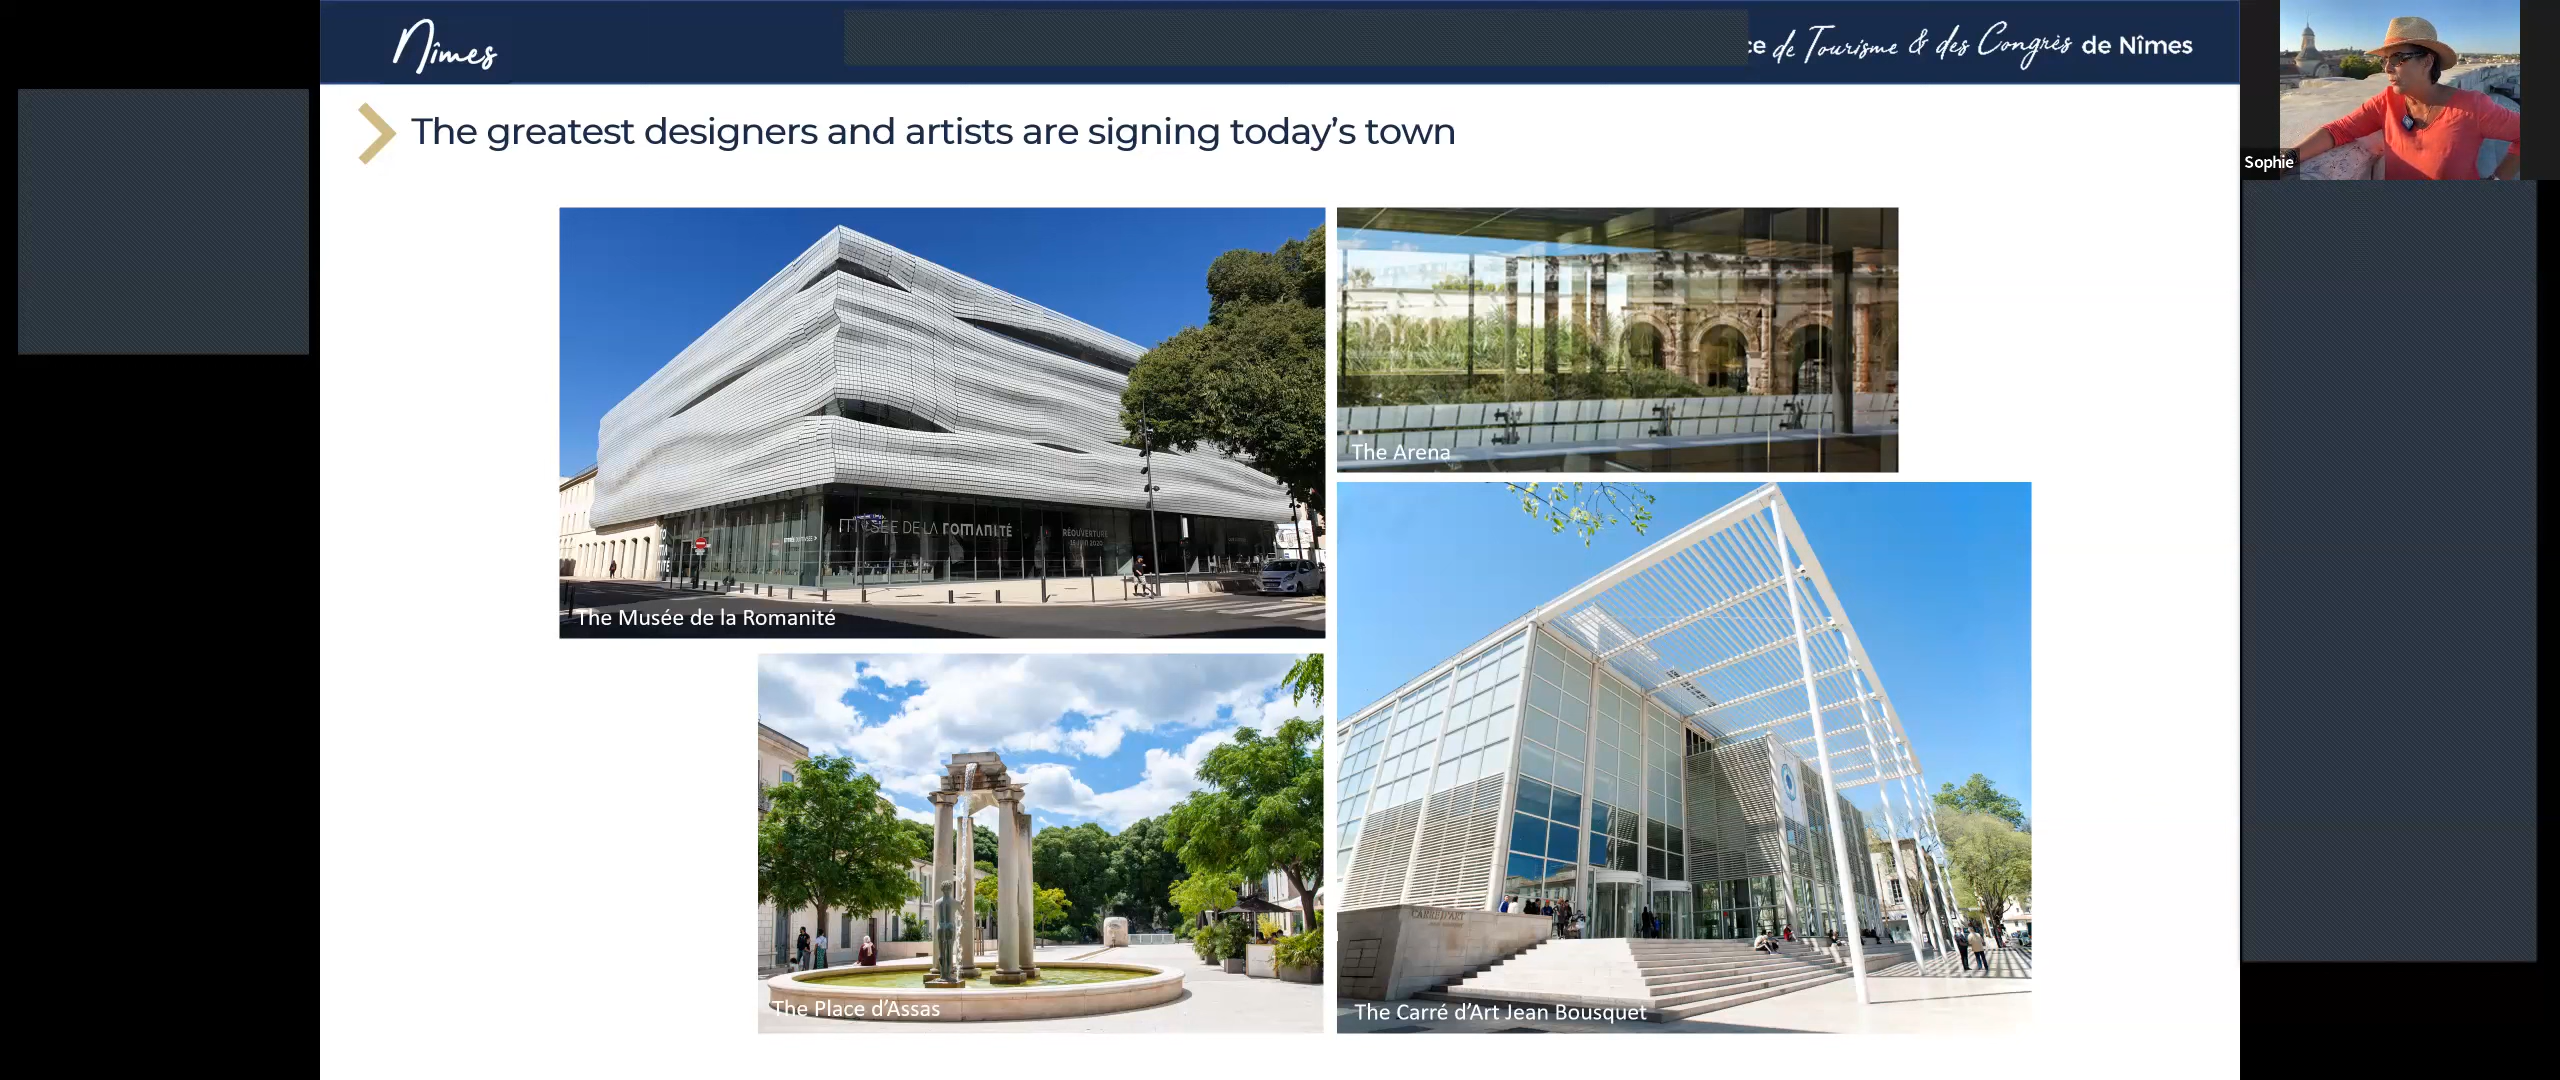 Nîmes
de Tourisme & des Congrès de Nîmes
Sophie
The greatest designers and artists are signing today's town
MUSÉE DE LA ROMANITÉ
RÉOUVERTURE
The Musée de la Romanité
The Arena
The Place d'Assas
CARRÉ D'ART
The Carré d'Art Jean Bousquet